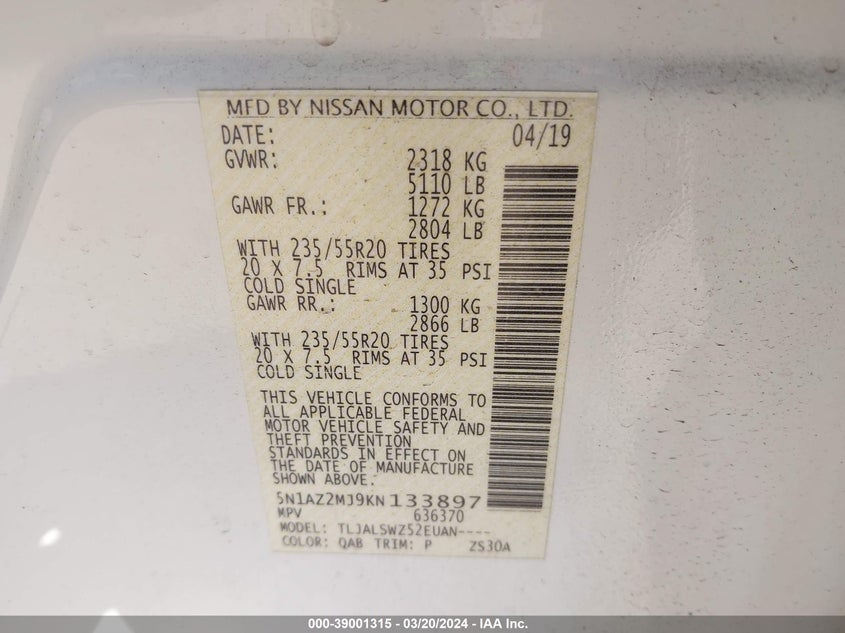 MFD BY NISSAN MOTOR CO., LTD.
DATE: 04/19
GVWR: 2318 KG
5110 LB
GAWR FR.: 1272 KG
2804 LB
WITH 235/55R20 TIRES
20 X 7.5 RIMS AT 35 PSI
COLD SINGLE
GAWR RR.: 1300 KG
2866 LB
WITH 235/55R20 TIRES
20 X 7.5 RIMS AT 35 PSI
COLD SINGLE
THIS VEHICLE CONFORMS TO
ALL APPLICABLE FEDERAL
MOTOR VEHICLE SAFETY AND
THEFT PREVENTION
STANDARDS IN EFFECT ON
THE DATE OF MANUFACTURE
SHOWN ABOVE.
5N1AZ2MJ9KN133897
MPV 636370
MODEL: TLJALSWZ52EUAN----
COLOR: QAB TRIM: P ZS30A
000-39001315 - 03/20/2024 - IAA Inc.